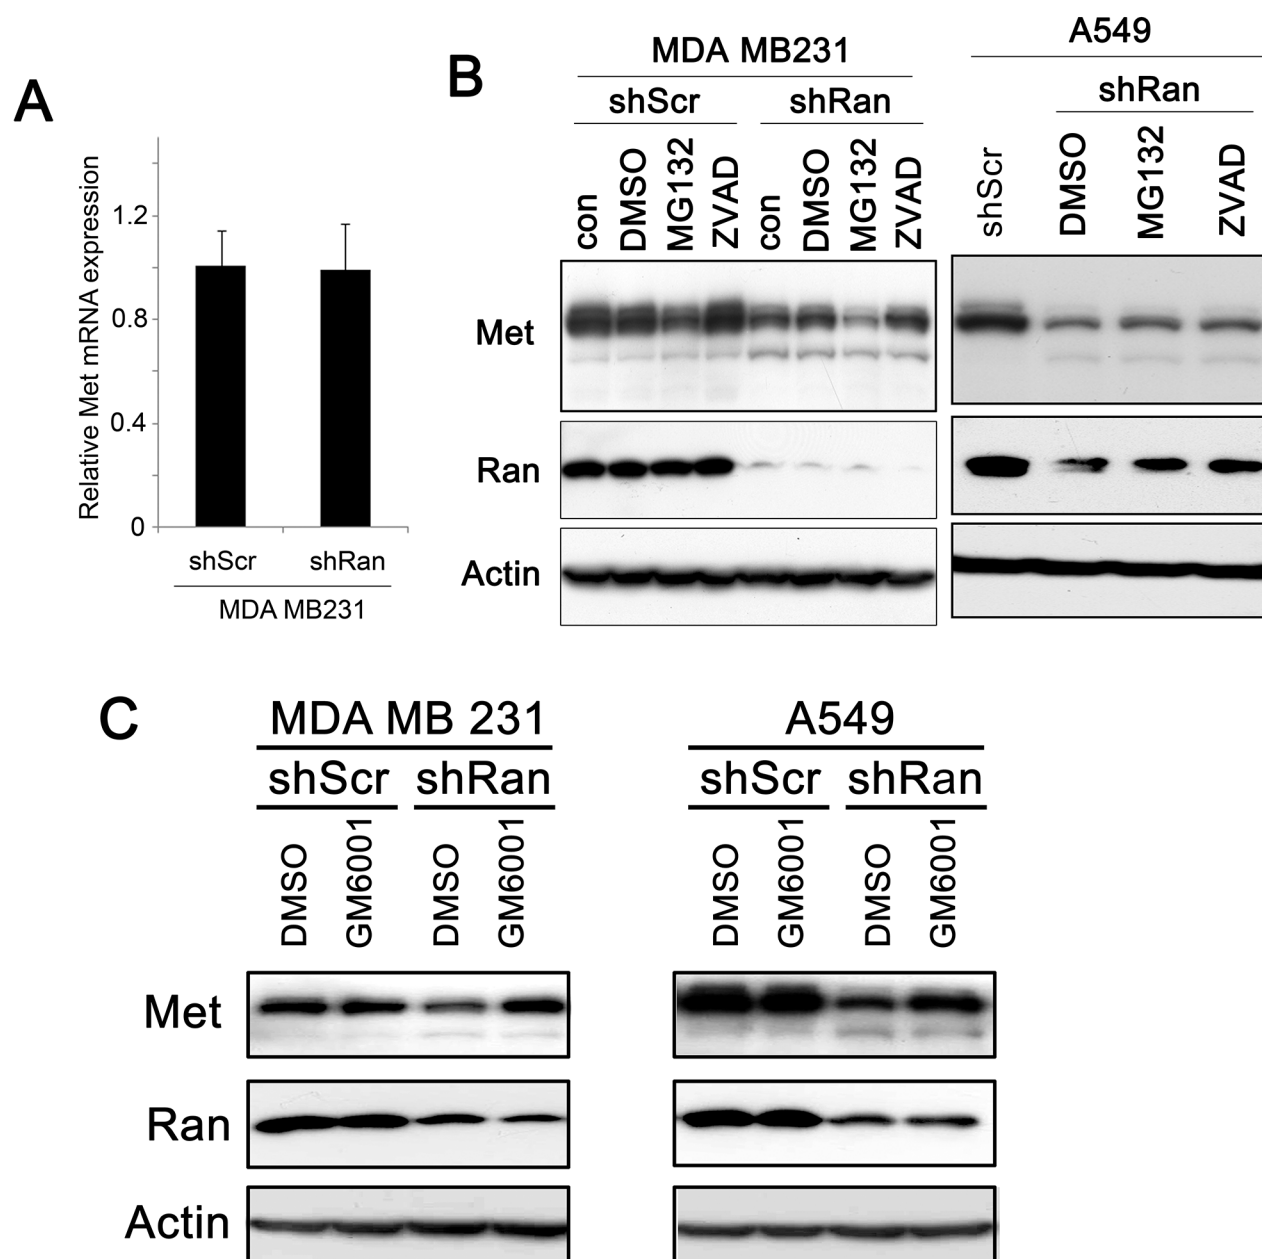 A
Relative Met mRNA expression
1.2
0.8
0.4
0
shScr shRan
MDA MB231
B
MDA MB231 A549
shScr shRan shRan
con DMSO MG132 ZVAD con DMSO MG132 ZVAD shScr DMSO MG132 ZVAD
Met
Ran
Actin
C
MDA MB 231 A549
shScr shRan shScr shRan
DMSO GM6001 DMSO GM6001 DMSO GM6001 DMSO GM6001
Met
Ran
Actin